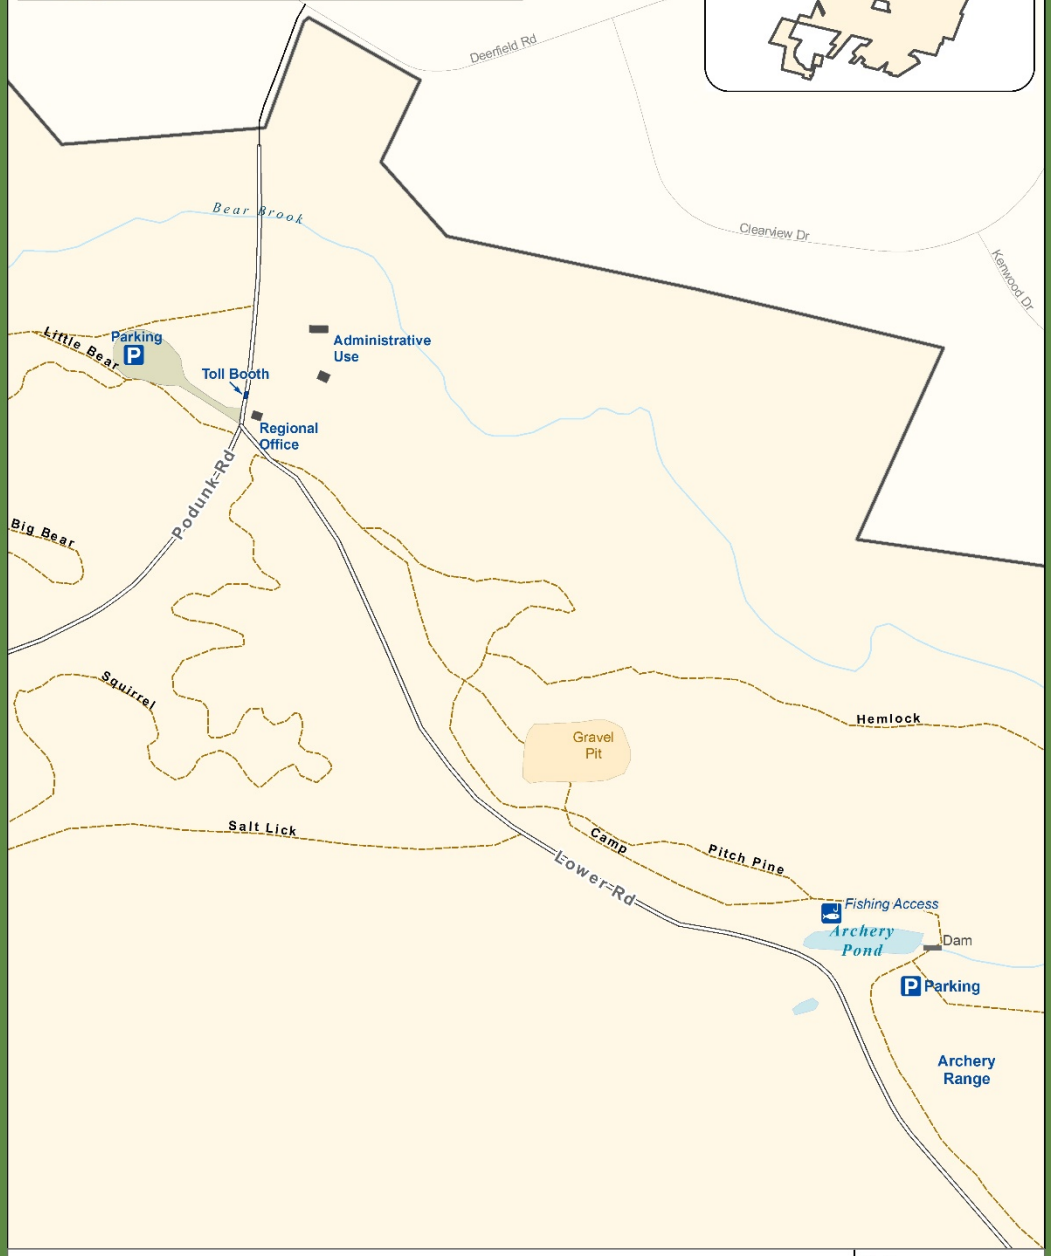 Deerfield Rd
Bear Brook
Clearview Dr
Kenwood Dr
Parking
P
Little Bear
Administrative
Use
Toll Booth
Regional
Office
Podunk Rd
Big Bear
Squirrel
Hemlock
Gravel
Pit
Salt Lick
Camp
Pitch Pine
Lower Rd
Fishing Access
Archery
Pond
Dam
P Parking
Archery
Range